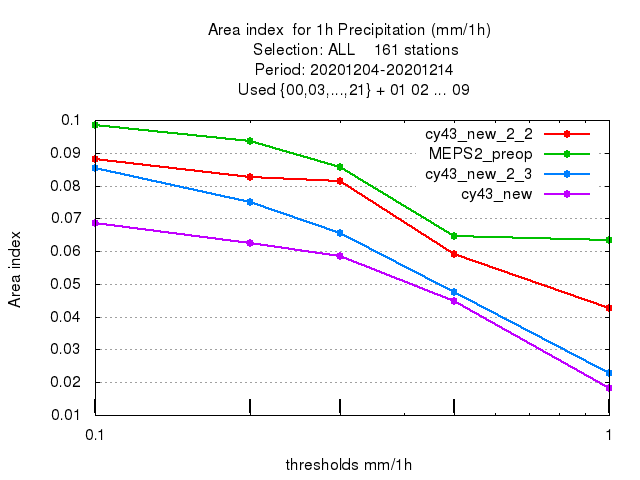 Area index for 1h Precipitation (mm/1h)
Selection: ALL 161 stations
Period: 20201204-20201214
Used {00,03,...,21} + 01 02 ... 09
cy43_new_2_2
MEPS2_preop
cy43_new_2_3
cy43_new
0.1
0.09
0.08
0.07
0.06
0.05
0.04
0.03
0.02
0.01
Area index
0.1 1
thresholds mm/1h